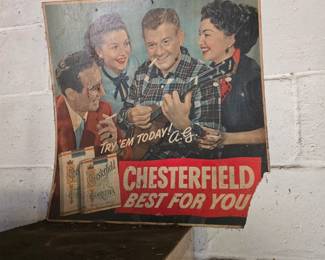 TRY 'EM TODAY! A.G.
CHESTERFIELD
BEST FOR YOU